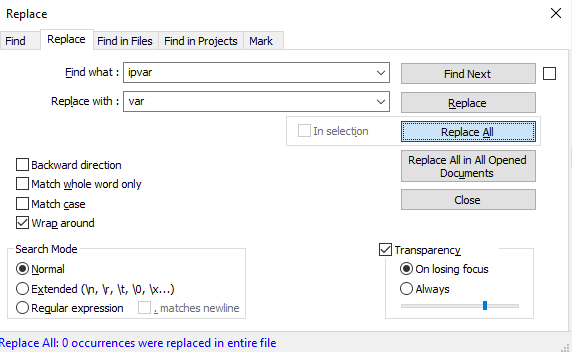 Replace
Find
Replace
Find in Files
Find in Projects
Mark
Find what :
ipvar
Find Next
Replace with :
var
Replace
In selection
Replace All
Backward direction
Replace All in All Opened
Documents
Match whole word only
Match case
Close
Wrap around
Search Mode
Transparency
Normal
On losing focus
Extended (\n, \r, \t, \0, \x...)
Always
Regular expression
. matches newline
Replace All: 0 occurrences were replaced in entire file